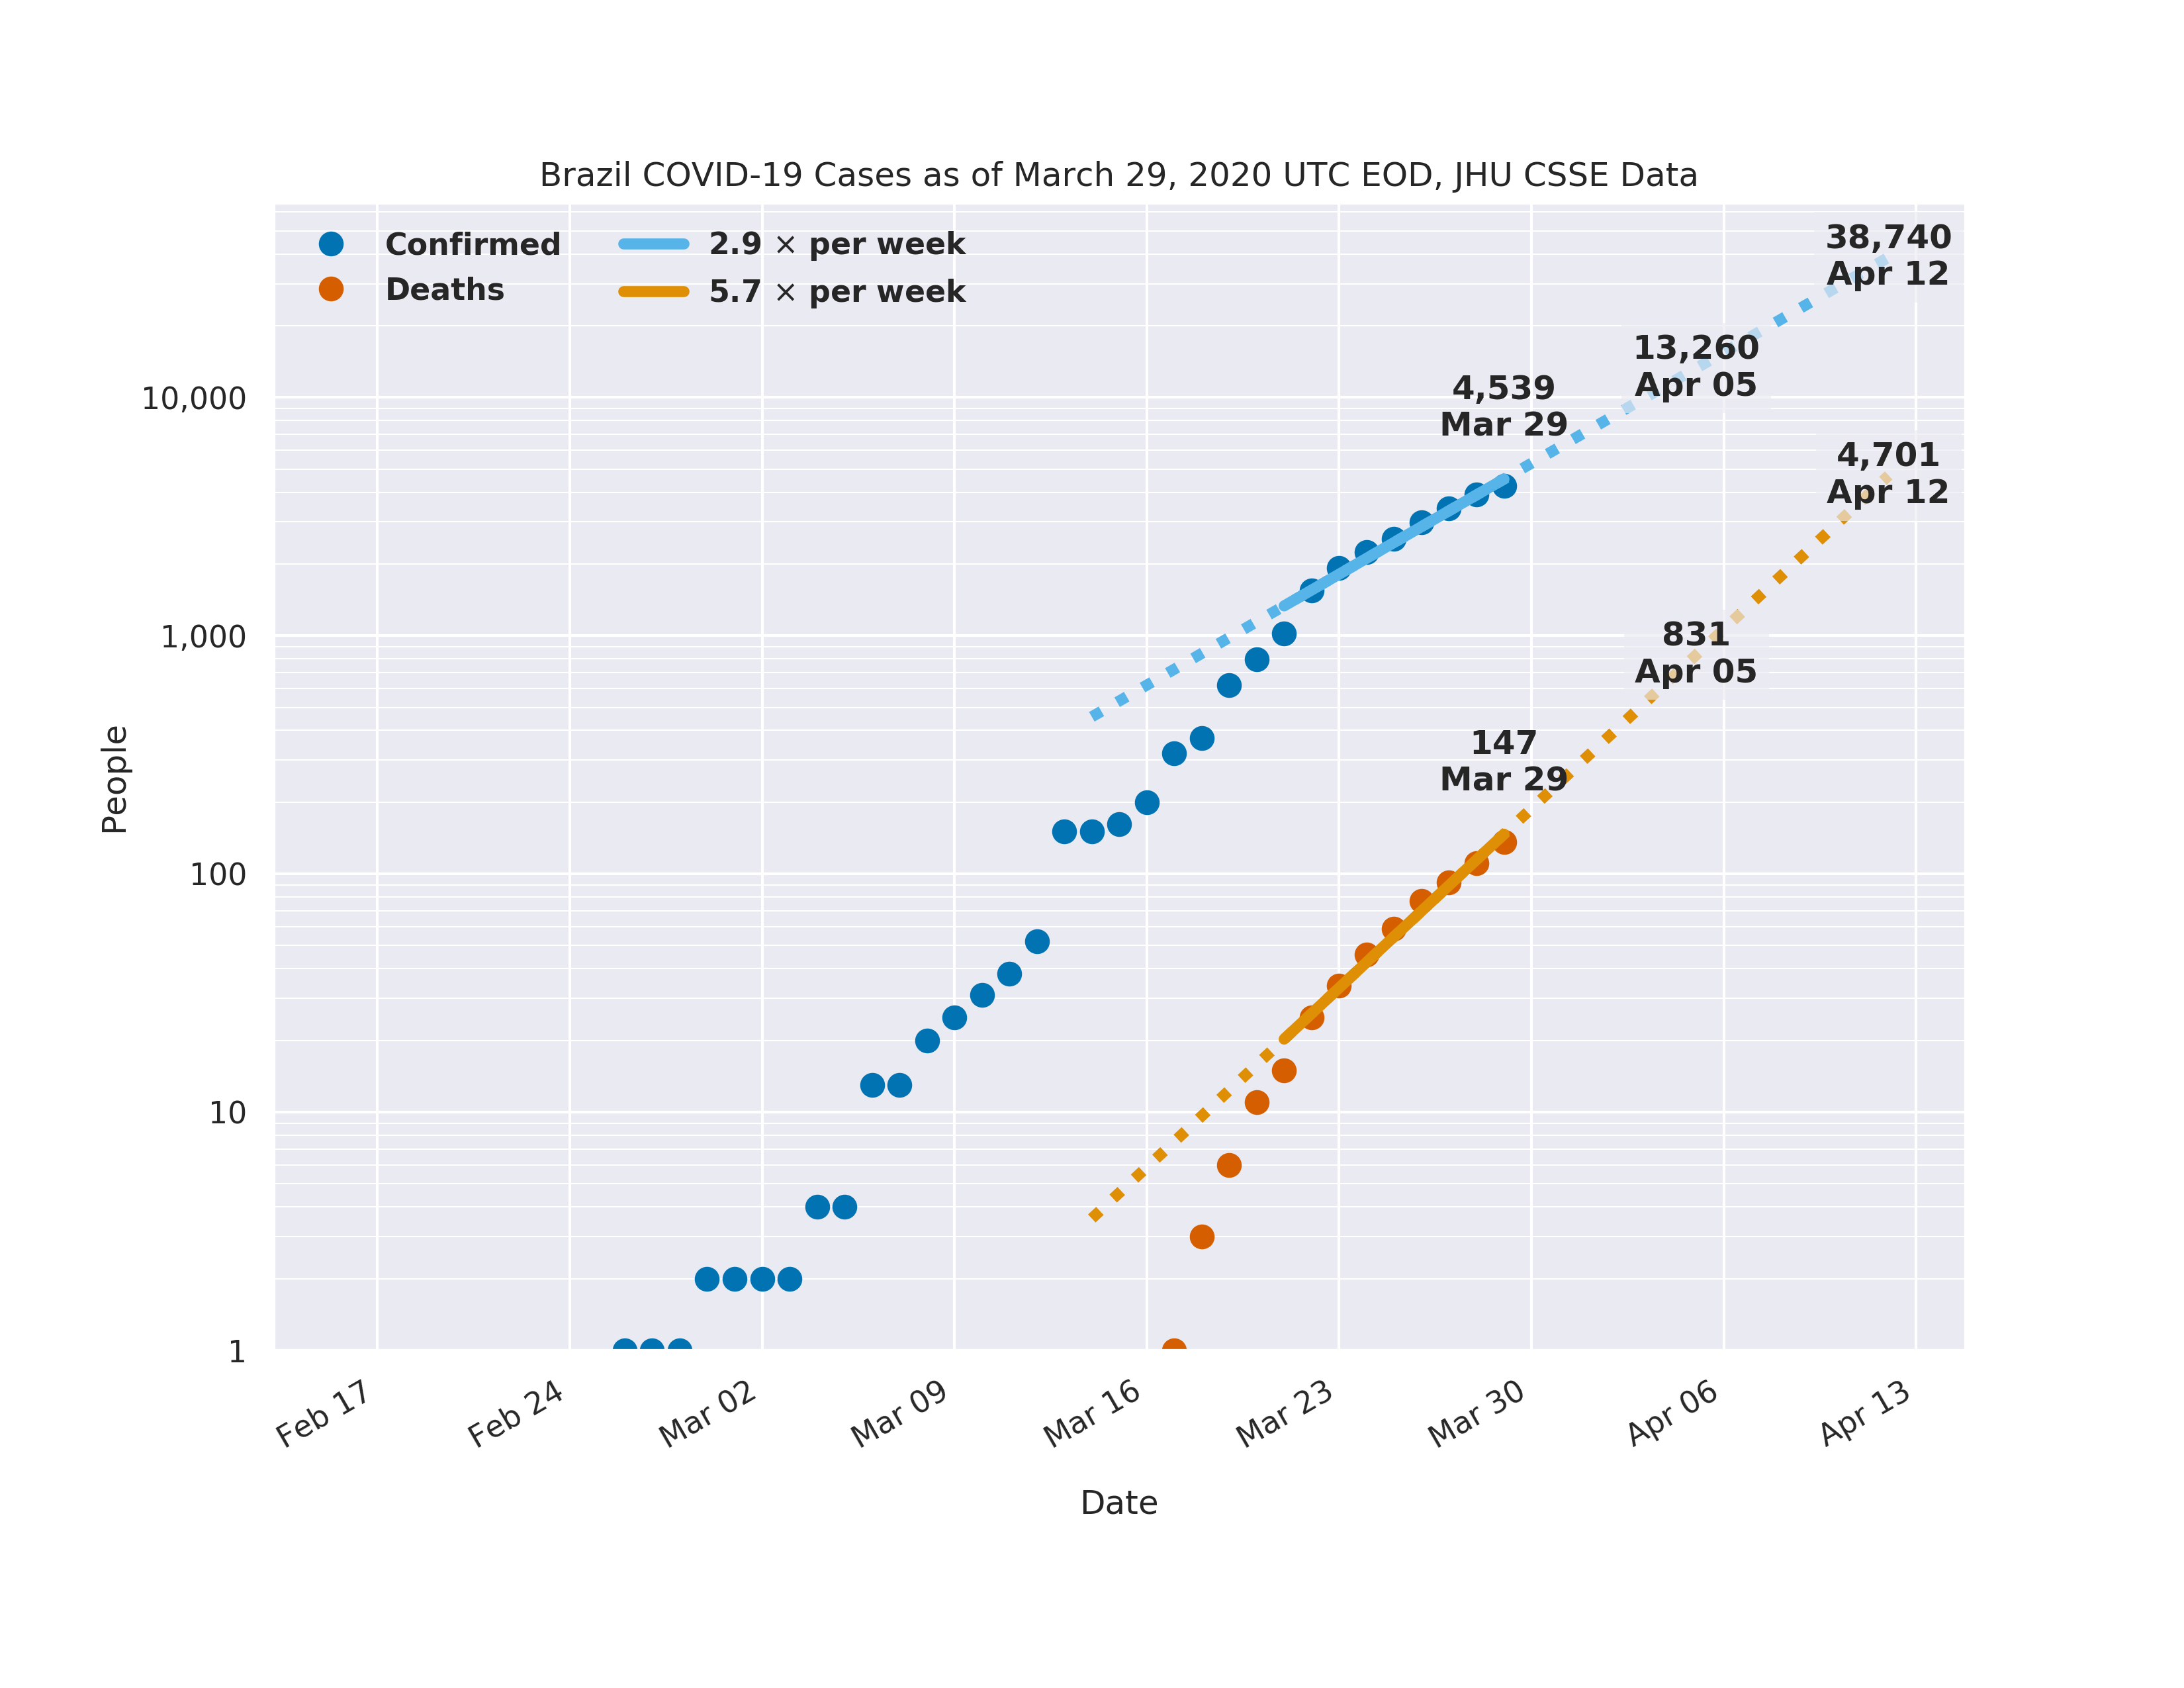 Brazil COVID-19 Cases as of March 29, 2020 UTC EOD, JHU CSSE Data
Confirmed
Deaths
2.9 × per week
5.7 × per week
38,740
Apr 12
13,260
Apr 05
4,539
Mar 29
4,701
Apr 12
831
Apr 05
147
Mar 29
10,000
1,000
100
10
1
People
Feb 17
Feb 24
Mar 02
Mar 09
Mar 16
Mar 23
Mar 30
Apr 06
Apr 13
Date